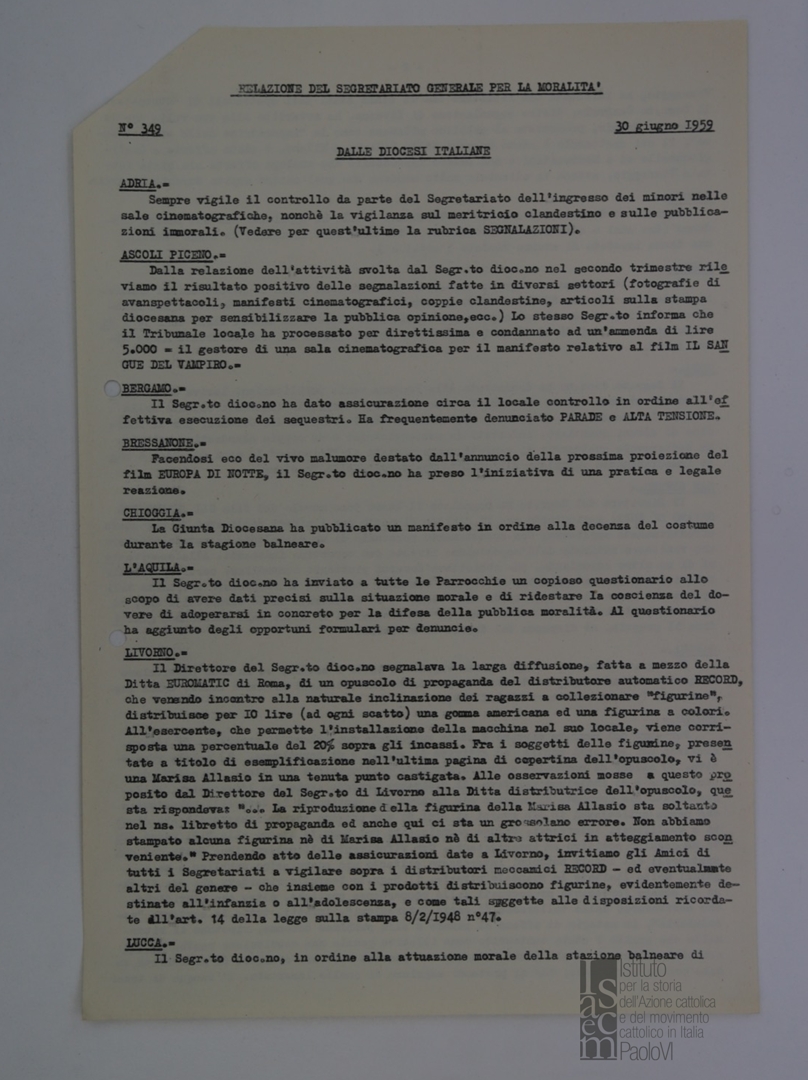 RELAZIONE DEL SEGRETARIATO GENERALE PER LA MORALITA'
N° 349
30 giugno 1959
DALLE DIOCESI ITALIANE
ADRIA.=
Sempre vigile il controllo da parte del Segretariato dell'ingresso dei minori nelle
sale cinematografiche, nonchè la vigilanza sul meritricio clandestino e sulle pubblica-
zioni immorali. (Vedere per quest'ultime la rubrica SEGNALAZIONI).
ASCOLI PICENO.=
Dalla relazione dell'attività svolta dal Segr.to dioc.no nel secondo trimestre rile
viamo il risultato positivo delle segnalazioni fatte in diversi settori (fotografie di
avanspettacoli, manifesti cinematografici, coppie clandestine, articoli sulla stampa
diocesana per sensibilizzare la pubblica opinione,ecc.) Lo stesso Segr.to informa che
il Tribunale locale ha processato per direttissima e condannato ad un'ammenda di lire
5.000 = il gestore di una sala cinematografica per il manifesto relativo al film IL SAN
GUE DEL VAMPIRO.=
BERGAMO.=
Il Segr.to dioc.no ha dato assicurazione circa il locale controllo in ordine all'ef
fettiva esecuzione dei sequestri. Ha frequentemente denunciato PARADE e ALTA TENSIONE.
BRESSANONE.=
Facendosi eco del vivo malumore destato dall'annuncio della prossima proiezione del
film EUROPA DI NOTTE, il Segr.to dioc.no ha preso l'iniziativa di una pratica e legale
reazione.
CHIOGGIA.=
La Giunta Diocesana ha pubblicato un manifesto in ordine alla decenza del costume
durante la stagione balneare.
L'AQUILA.=
Il Segr.to dioc.no ha inviato a tutte le Parrocchie un copioso questionario allo
scopo di avere dati precisi sulla situazione morale e di ridestare la coscienza del do-
vere di adoperarsi in concreto per la difesa della pubblica moralità. Al questionario
ha aggiunto degli opportuni formulari per denuncie.
LIVORNO.=
Il Direttore del Segr.to dioc.no segnalava la larga diffusione, fatta a mezzo della
Ditta EUROMATIC di Roma, di un opuscolo di propaganda del distributore automatico RECORD,
che venendo incontro alla naturale inclinazione dei ragazzi a collezionare "figurine",
distribuisce per IO lire (ad ogni scatto) una gomma americana ed una figurina a colori.
All'esercente, che permette l'installazione della macchina nel suo locale, viene corri-
sposta una percentuale del 20% sopra gli incassi. Fra i soggetti delle figumine, presen
tate a titolo di esemplificazione nell'ultima pagina di copertina dell'opuscolo, vi è
una Marisa Allasio in una tenuta punto castigata. Alle osservazioni mosse a questo pro
posito dal Direttore del Segr.to di Livorno alla Ditta distributrice dell'opuscolo, que
sta rispondeva: "... La riproduzione della figurina della Marisa Allasio sta soltanto
nel ns. libretto di propaganda ed anche qui ci sta un grossolano errore. Non abbiamo
stampato alcuna figurina nè di Marisa Allasio nè di altre attrici in atteggiamento scon
veniente." Prendendo atto delle assicurazioni date a Livorno, invitiamo gli Amici di
tutti i Segretariati a vigilare sopra i distributori meccanici RECORD - ed eventualmnte
altri del genere - che insieme con i prodotti distribuiscono figurine, evidentemente de-
stinate all'infanzia o all'adolescenza, e come tali soggette alle disposizioni ricorda-
te all'art. 14 della legge sulla stampa 8/2/1948 n°47.
LUCCA.=
Il Segr.to dioc.no, in ordine alla attuazione morale della stazione balneare di
Isacem
Istituto
per la storia
dell'Azione cattolica
e del movimento
cattolico in Italia
PaoloVI